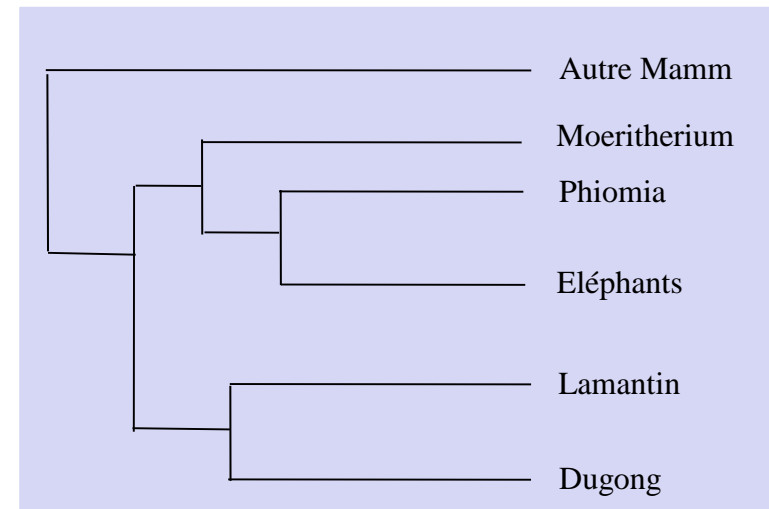 Autre Mamm
Moeritherium
Phiomia
Eléphants
Lamantin
Dugong